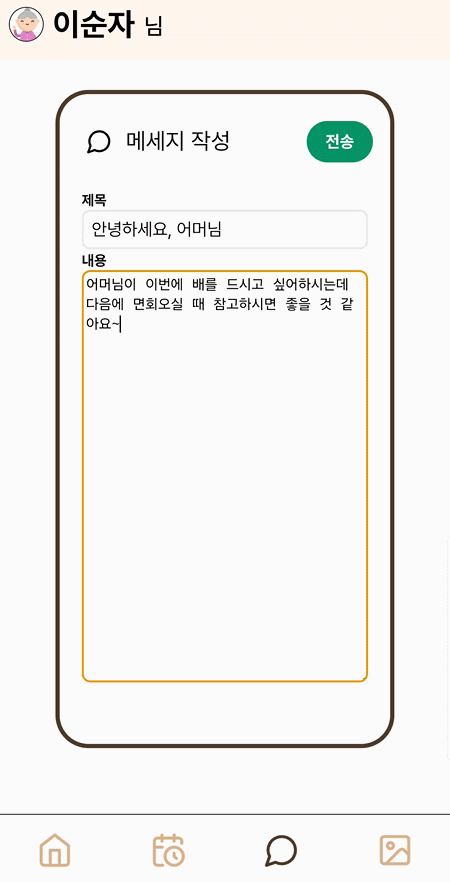 이순자 님
메세지 작성
전송
제목
안녕하세요, 어머님
내용
어머님이 이번에 배를 드시고 싶어하시는데
다음에 면회오실 때 참고하시면 좋을 것 같
아요~